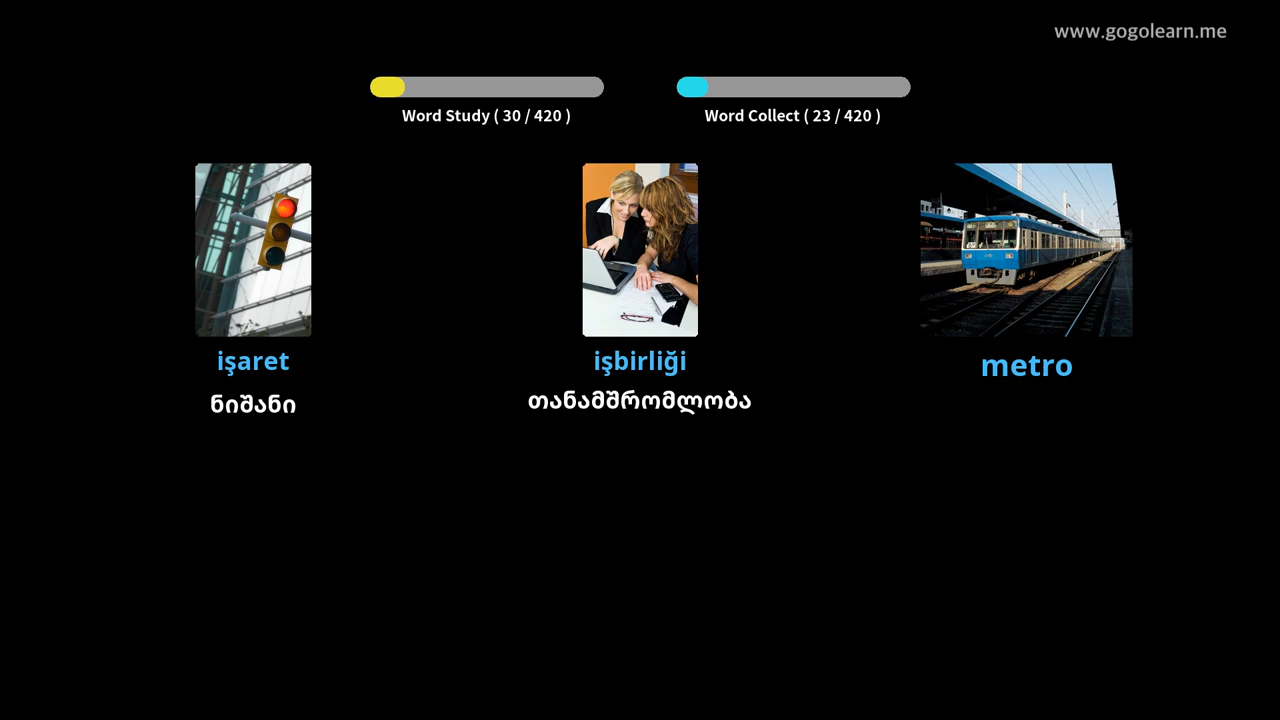 www.gogolearn.me
Word Study ( 30 / 420 )
Word Collect ( 23 / 420 )
işaret
ნიშანი
işbirliği
თანამშრომლობა
metro